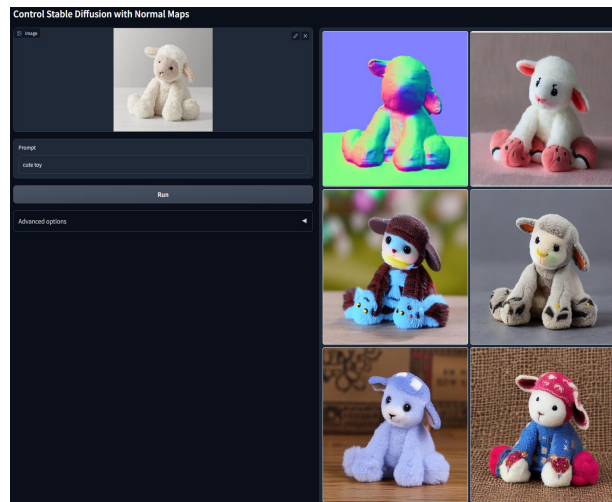 Control Stable Diffusion with Normal Maps
Image
Prompt
cute toy
Run
Advanced options